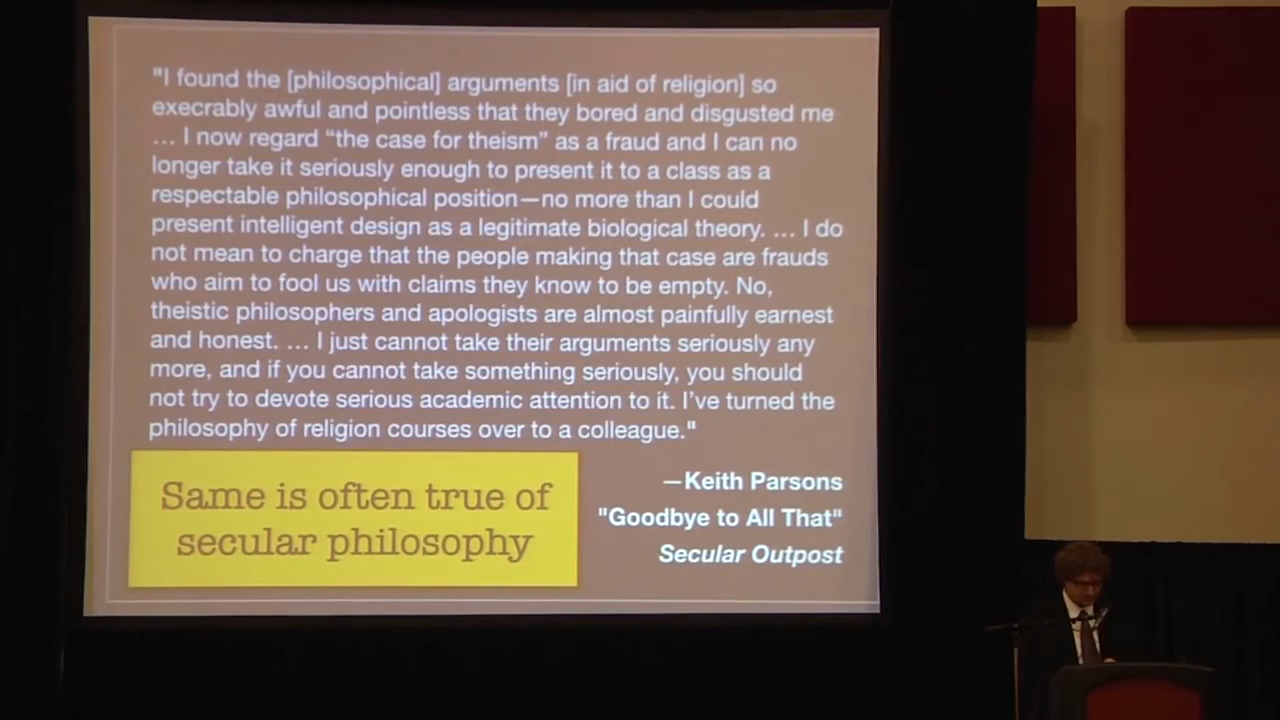 "I found the [philosophical] arguments [in aid of religion] so
execrably awful and pointless that they bored and disgusted me
... I now regard “the case for theism” as a fraud and I can no
longer take it seriously enough to present it to a class as a
respectable philosophical position—no more than I could
present intelligent design as a legitimate biological theory. ... I do
not mean to charge that the people making that case are frauds
who aim to fool us with claims they know to be empty. No,
theistic philosophers and apologists are almost painfully earnest
and honest. ... I just cannot take their arguments seriously any
more, and if you cannot take something seriously, you should
not try to devote serious academic attention to it. I’ve turned the
philosophy of religion courses over to a colleague."
Same is often true of
secular philosophy
—Keith Parsons
"Goodbye to All That"
Secular Outpost